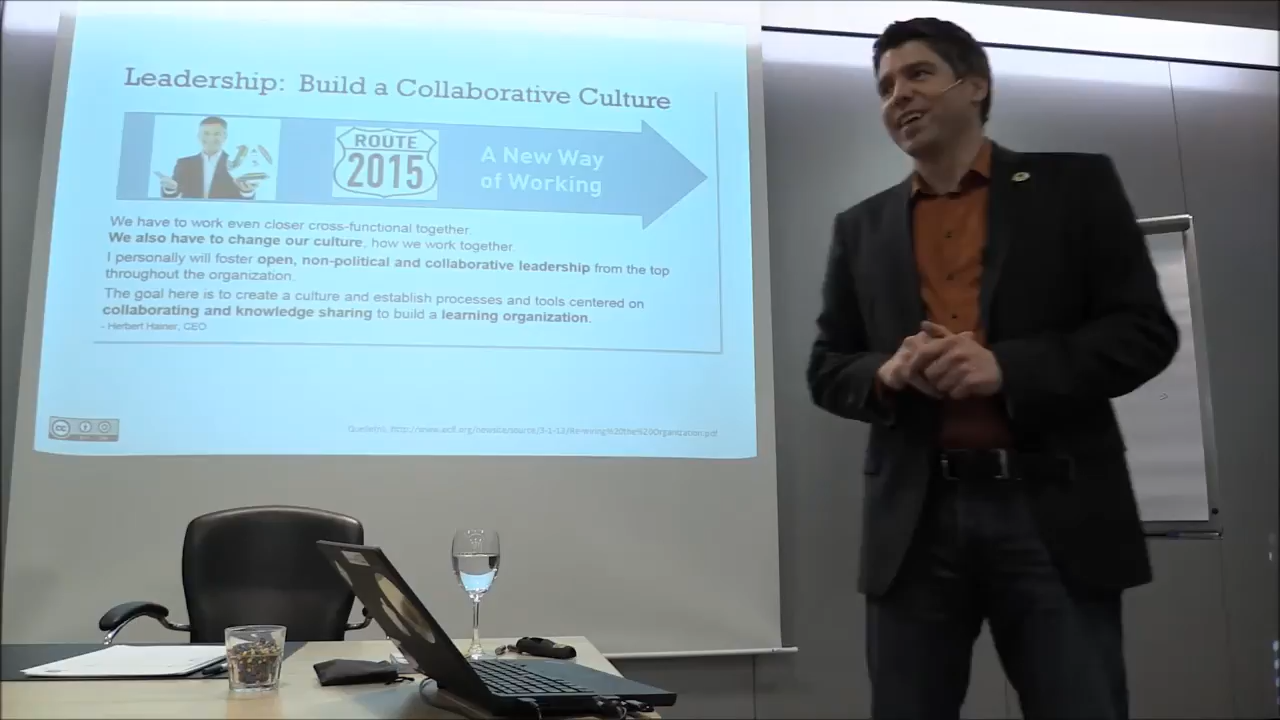 Leadership: Build a Collaborative Culture
ROUTE
2015
A New Way
of Working
We have to work even closer cross-functional together.
We also have to change our culture, how we work together.
I personally will foster open, non-political and collaborative leadership from the top
throughout the organization.
The goal here is to create a culture and establish processes and tools centered on
collaborating and knowledge sharing to build a learning organization.
- Herbert Hainer, CEO
cc